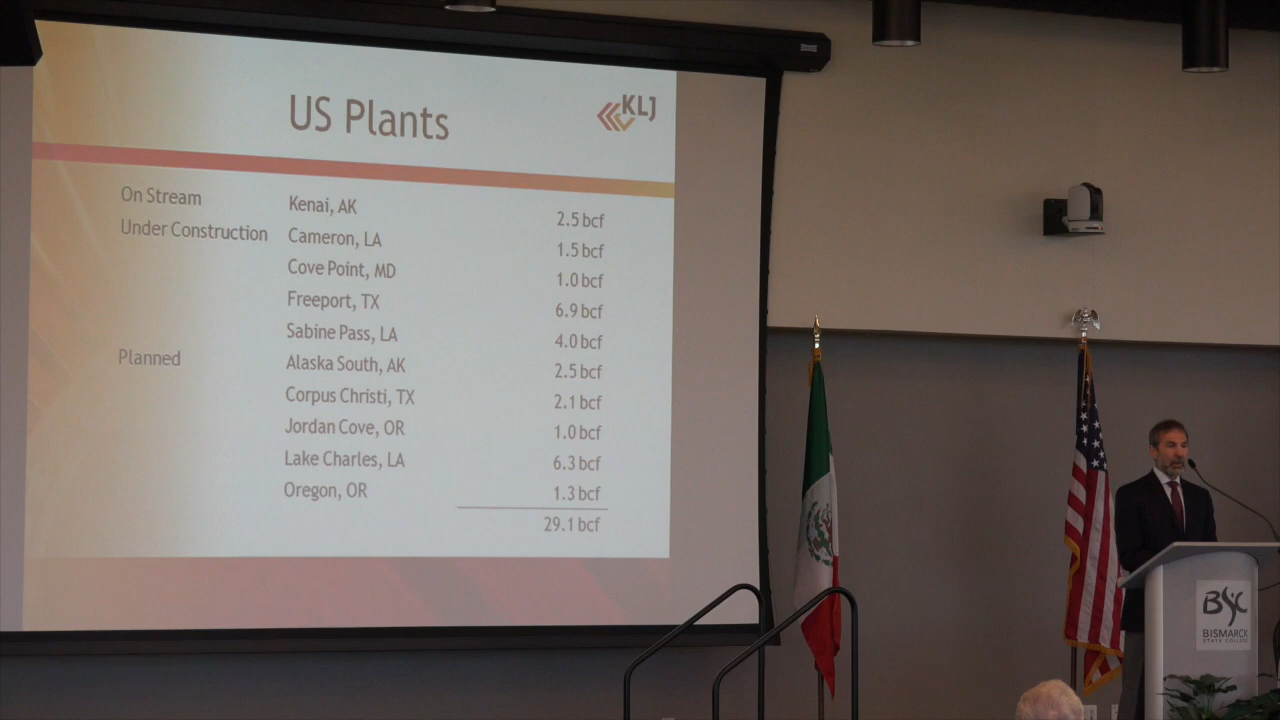 US Plants
KLJ
On Stream Kenai, AK 2.5 bcf
Under Construction Cameron, LA 1.5 bcf
Cove Point, MD 1.0 bcf
Freeport, TX 6.9 bcf
Sabine Pass, LA 4.0 bcf
Planned Alaska South, AK 2.5 bcf
Corpus Christi, TX 2.1 bcf
Jordan Cove, OR 1.0 bcf
Lake Charles, LA 6.3 bcf
Oregon, OR 1.3 bcf
29.1 bcf
BSC
BISMARCK
STATE COLLEGE